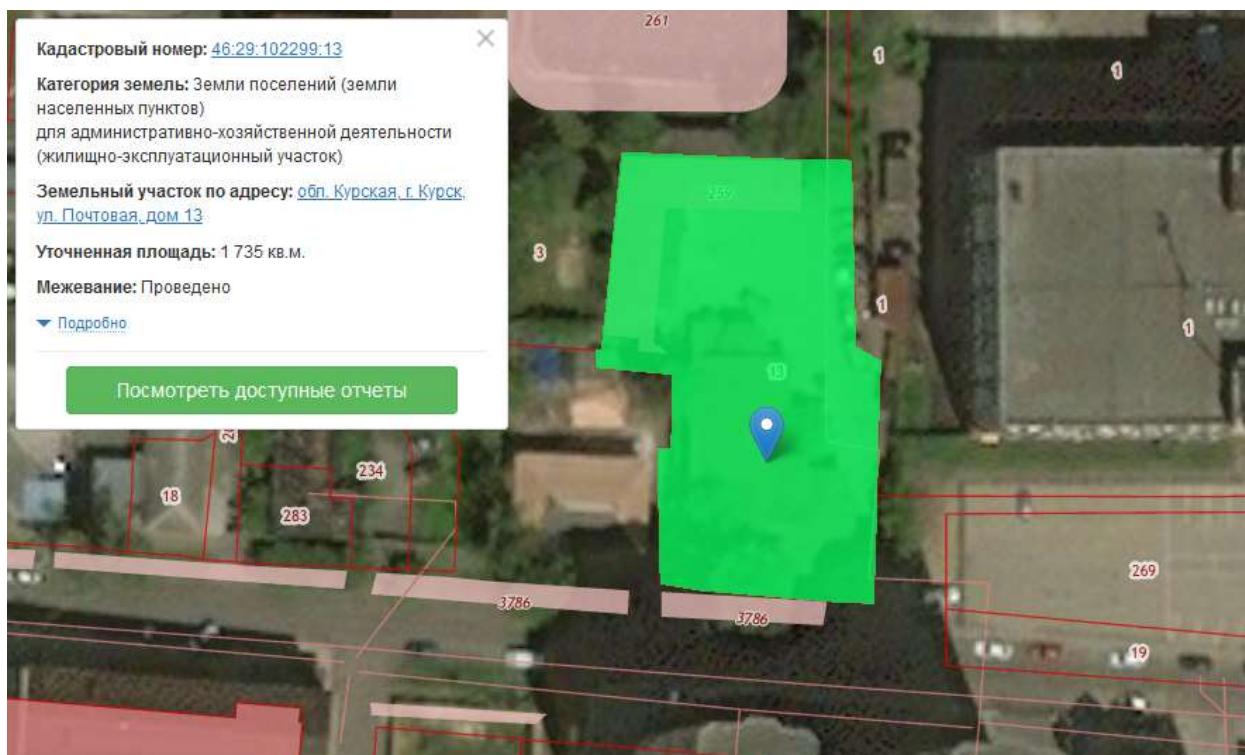 Кадастровый номер: 46:29:102299:13
Категория земель: Земли поселений (земли
населенных пунктов)
для административно-хозяйственной деятельности
(жилищно-эксплуатационный участок)
Земельный участок по адресу: обл. Курская, г. Курск,
ул. Почтовая, дом 13
Уточненная площадь: 1 735 кв.м.
Межевание: Проведено
Подробно
Посмотреть доступные отчеты
261
1
1
259
3
1
1
13
234
18
283
269
3786
3786
19